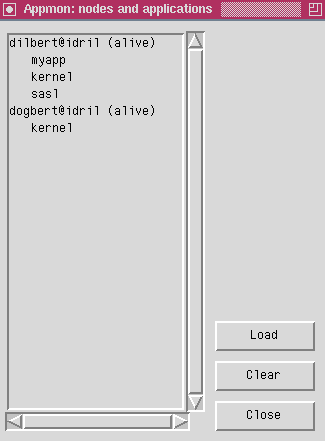 Appmon: nodes and applications
dilbert@idril (alive)
myapp
kernel
sasl
dogbert@idril (alive)
kernel
Load
Clear
Close